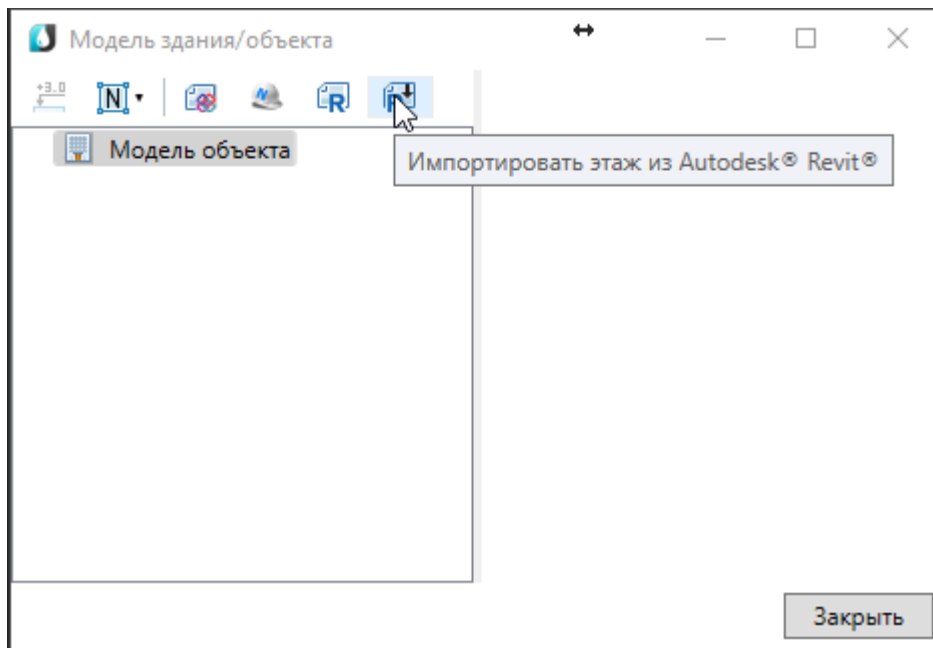 Модель здания/объекта
+3.0
N
N
R
R
Модель объекта
Импортировать этаж из Autodesk® Revit®
Закрыть